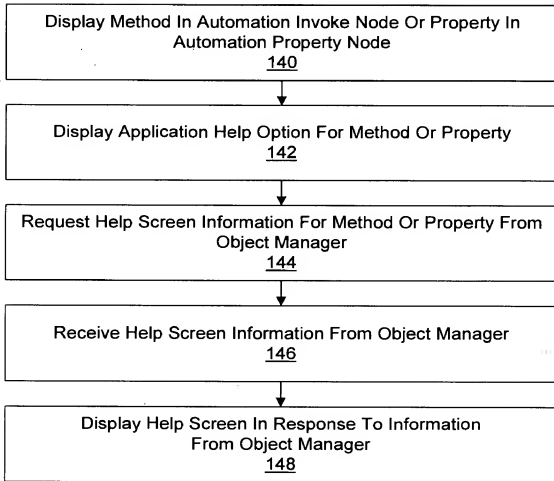 Display Method In Automation Invoke Node Or Property In
Automation Property Node
140
Display Application Help Option For Method Or Property
142
Request Help Screen Information For Method Or Property From
Object Manager
144
Receive Help Screen Information From Object Manager
146
Display Help Screen In Response To Information
From Object Manager
148